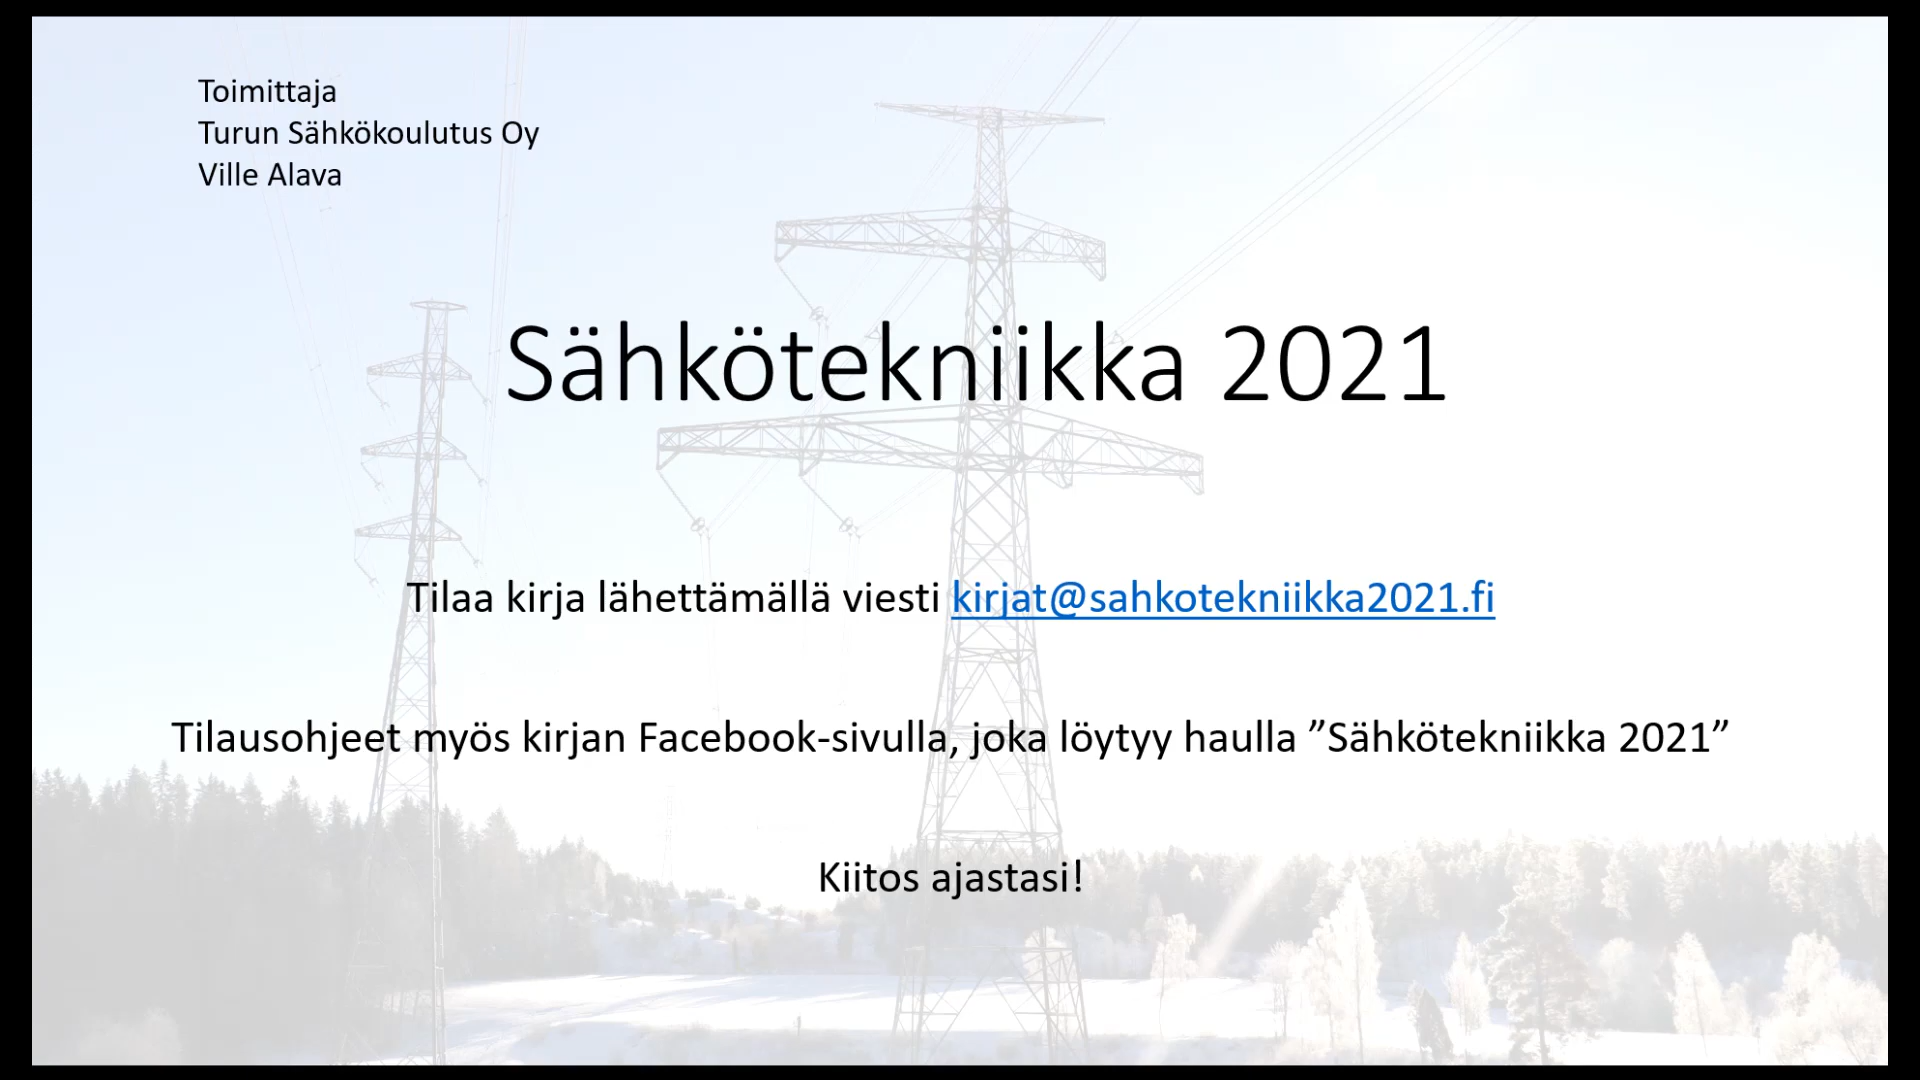 Toimittaja
Turun Sähkökoulutus Oy
Ville Alava
Sähkötekniikka 2021
Tilaa kirja lähettämällä viesti kirjat@sahkotekniikka2021.fi
Tilausohjeet myös kirjan Facebook-sivulla, joka löytyy haulla ”Sähkötekniikka 2021”
Kiitos ajastasi!